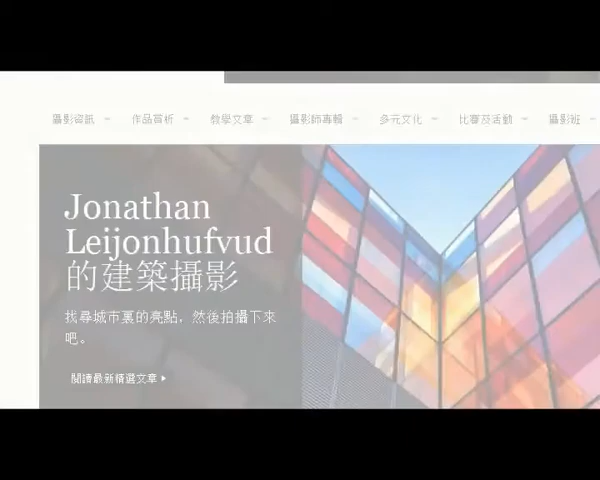 攝影資訊 作品賞析 教學文章 攝影師專輯 多元文化 比賽及活動 攝影班
Jonathan
Leijonhufvud
的建築攝影
找尋城市裏的亮點，然後拍攝下來
吧。
閱讀最新精選文章